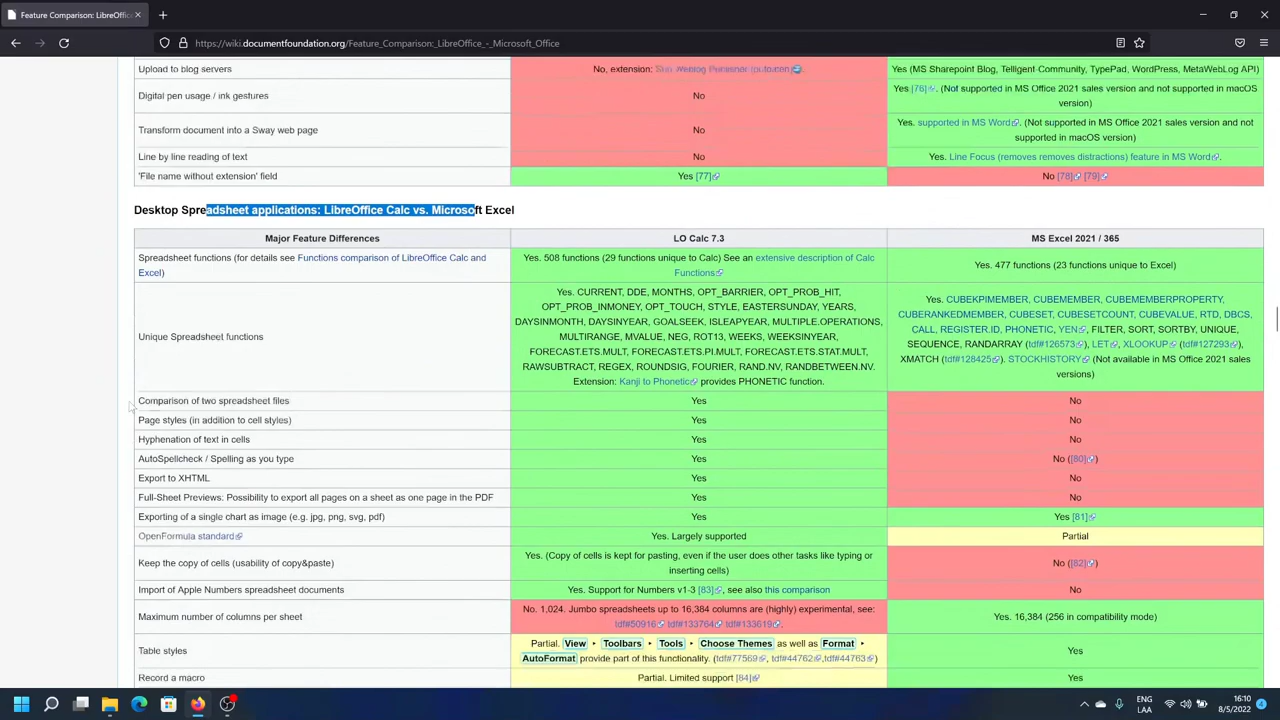 Feature Comparison: LibreOffic
https://wiki.documentfoundation.org/Feature_Comparison:_LibreOffice_-_Microsoft_Office
Upload to blog servers
No, extension:
Yes (MS Sharepoint Blog, Telligent-Community, TypePad, WordPress, MetaWebLog API)
Digital pen usage / ink gestures
No
Yes [76]. (Not supported in MS Office 2021 sales version and not supported in macOS
version)
Transform document into a Sway web page
No
Yes. supported in MS Word. (Not supported in MS Office 2021 sales version and not
supported in macOS version)
Line by line reading of text
No
Yes. Line Focus (removes removes distractions) feature in MS Word.
'File name without extension' field
Yes [77]
No [78] [79]
Desktop Spreadsheet applications: LibreOffice Calc vs. Microsoft Excel
Major Feature Differences
LO Calc 7.3
MS Excel 2021 / 365
Spreadsheet functions (for details see Functions comparison of LibreOffice Calc and
Excel)
Yes. 508 functions (29 functions unique to Calc) See an extensive description of Calc
Functions
Yes. 477 functions (23 functions unique to Excel)
Unique Spreadsheet functions
Yes. CURRENT, DDE, MONTHS, OPT_BARRIER, OPT_PROB_HIT,
OPT_PROB_INMONEY, OPT_TOUCH, STYLE, EASTERSUNDAY, YEARS,
DAYSINMONTH, DAYSINYEAR, GOALSEEK, ISLEAPYEAR, MULTIPLE.OPERATIONS,
MULTIRANGE, MVALUE, NEG, ROT13, WEEKS, WEEKSINYEAR,
FORECAST.ETS.MULT, FORECAST.ETS.PI.MULT, FORECAST.ETS.STAT.MULT,
RAWSUBTRACT, REGEX, ROUNDSIG, FOURIER, RAND.NV, RANDBETWEEN.NV.
Extension: Kanji to Phonetic provides PHONETIC function.
Yes. CUBEKPIMEMBER, CUBEMEMBER, CUBEMEMBERPROPERTY,
CUBERANKEDMEMBER, CUBESET, CUBESETCOUNT, CUBEVALUE, RTD, DBCS,
CALL, REGISTER.ID, PHONETIC, YEN, FILTER, SORT, SORTBY, UNIQUE,
SEQUENCE, RANDARRAY (tdf#126573), LET, XLOOKUP (tdf#127293),
XMATCH (tdf#128425). STOCKHISTORY (Not available in MS Office 2021 sales
versions)
Comparison of two spreadsheet files
Yes
No
Page styles (in addition to cell styles)
Yes
No
Hyphenation of text in cells
Yes
No
AutoSpellcheck / Spelling as you type
Yes
No ([80])
Export to XHTML
Yes
No
Full-Sheet Previews: Possibility to export all pages on a sheet as one page in the PDF
Yes
No
Exporting of a single chart as image (e.g. jpg, png, svg, pdf)
Yes
Yes [81]
OpenFormula standard
Yes. Largely supported
Partial
Keep the copy of cells (usability of copy&paste)
Yes. (Copy of cells is kept for pasting, even if the user does other tasks like typing or
inserting cells)
No ([82])
Import of Apple Numbers spreadsheet documents
Yes. Support for Numbers v1-3 [83], see also this comparison
No
Maximum number of columns per sheet
No. 1,024. Jumbo spreadsheets up to 16,384 columns are (highly) experimental, see:
tdf#50916 tdf#133764 tdf#133619.
Yes. 16,384 (256 in compatibility mode)
Table styles
Partial. View ▸ Toolbars ▸ Tools ▸ Choose Themes as well as Format ▸
AutoFormat provide part of this functionality. (tdf#77569, tdf#44762,tdf#44763)
Yes
Record a macro
Partial. Limited support [84]
Yes
ENG
LAA
16:10
8/5/2022
4